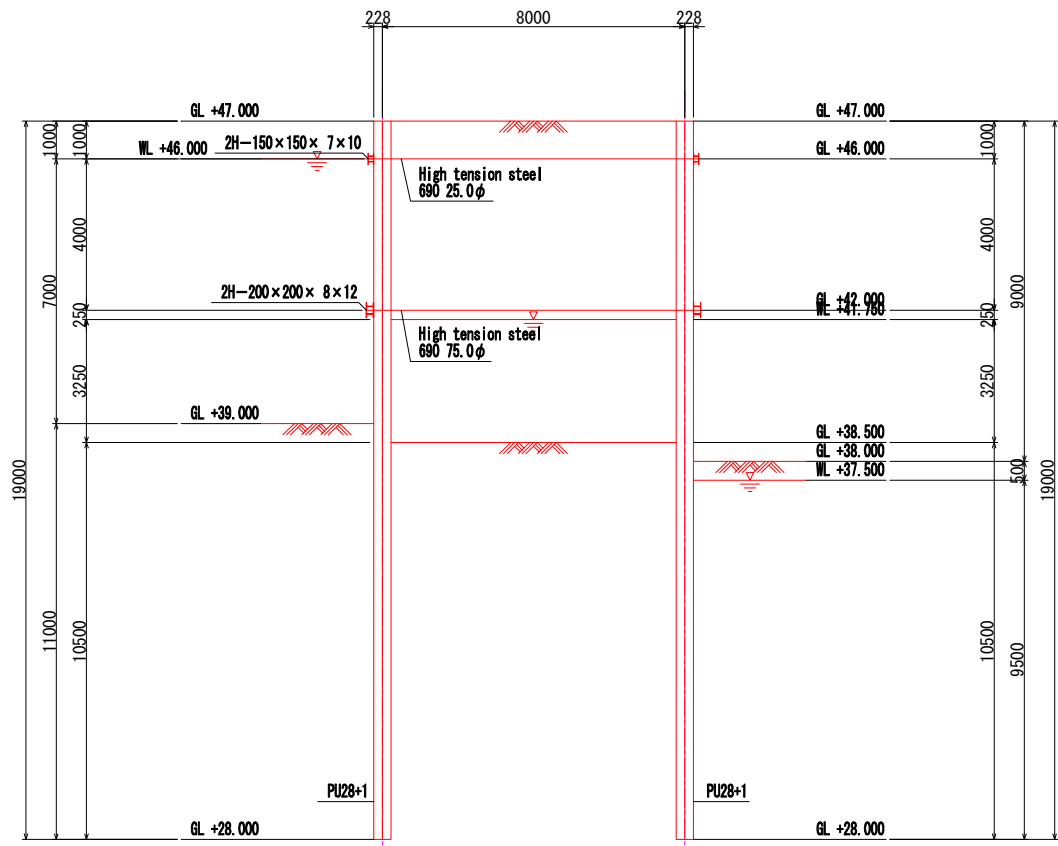 228 8000 228
GL +47.000 GL +47.000
1000 1000 1000
WL +46.000 2H-150×150× 7×10 GL +46.000
High tension steel
690 25.0φ
4000 4000
7000 9000
2H-200×200× 8×12 GL +42.000
WL +41.750
250 250
High tension steel
690 75.0φ
3250 3250
GL +39.000
GL +38.500
GL +38.000
WL +37.500
500
19000 19000
11000 10500 10500 9500
PU28+1 PU28+1
GL +28.000 GL +28.000